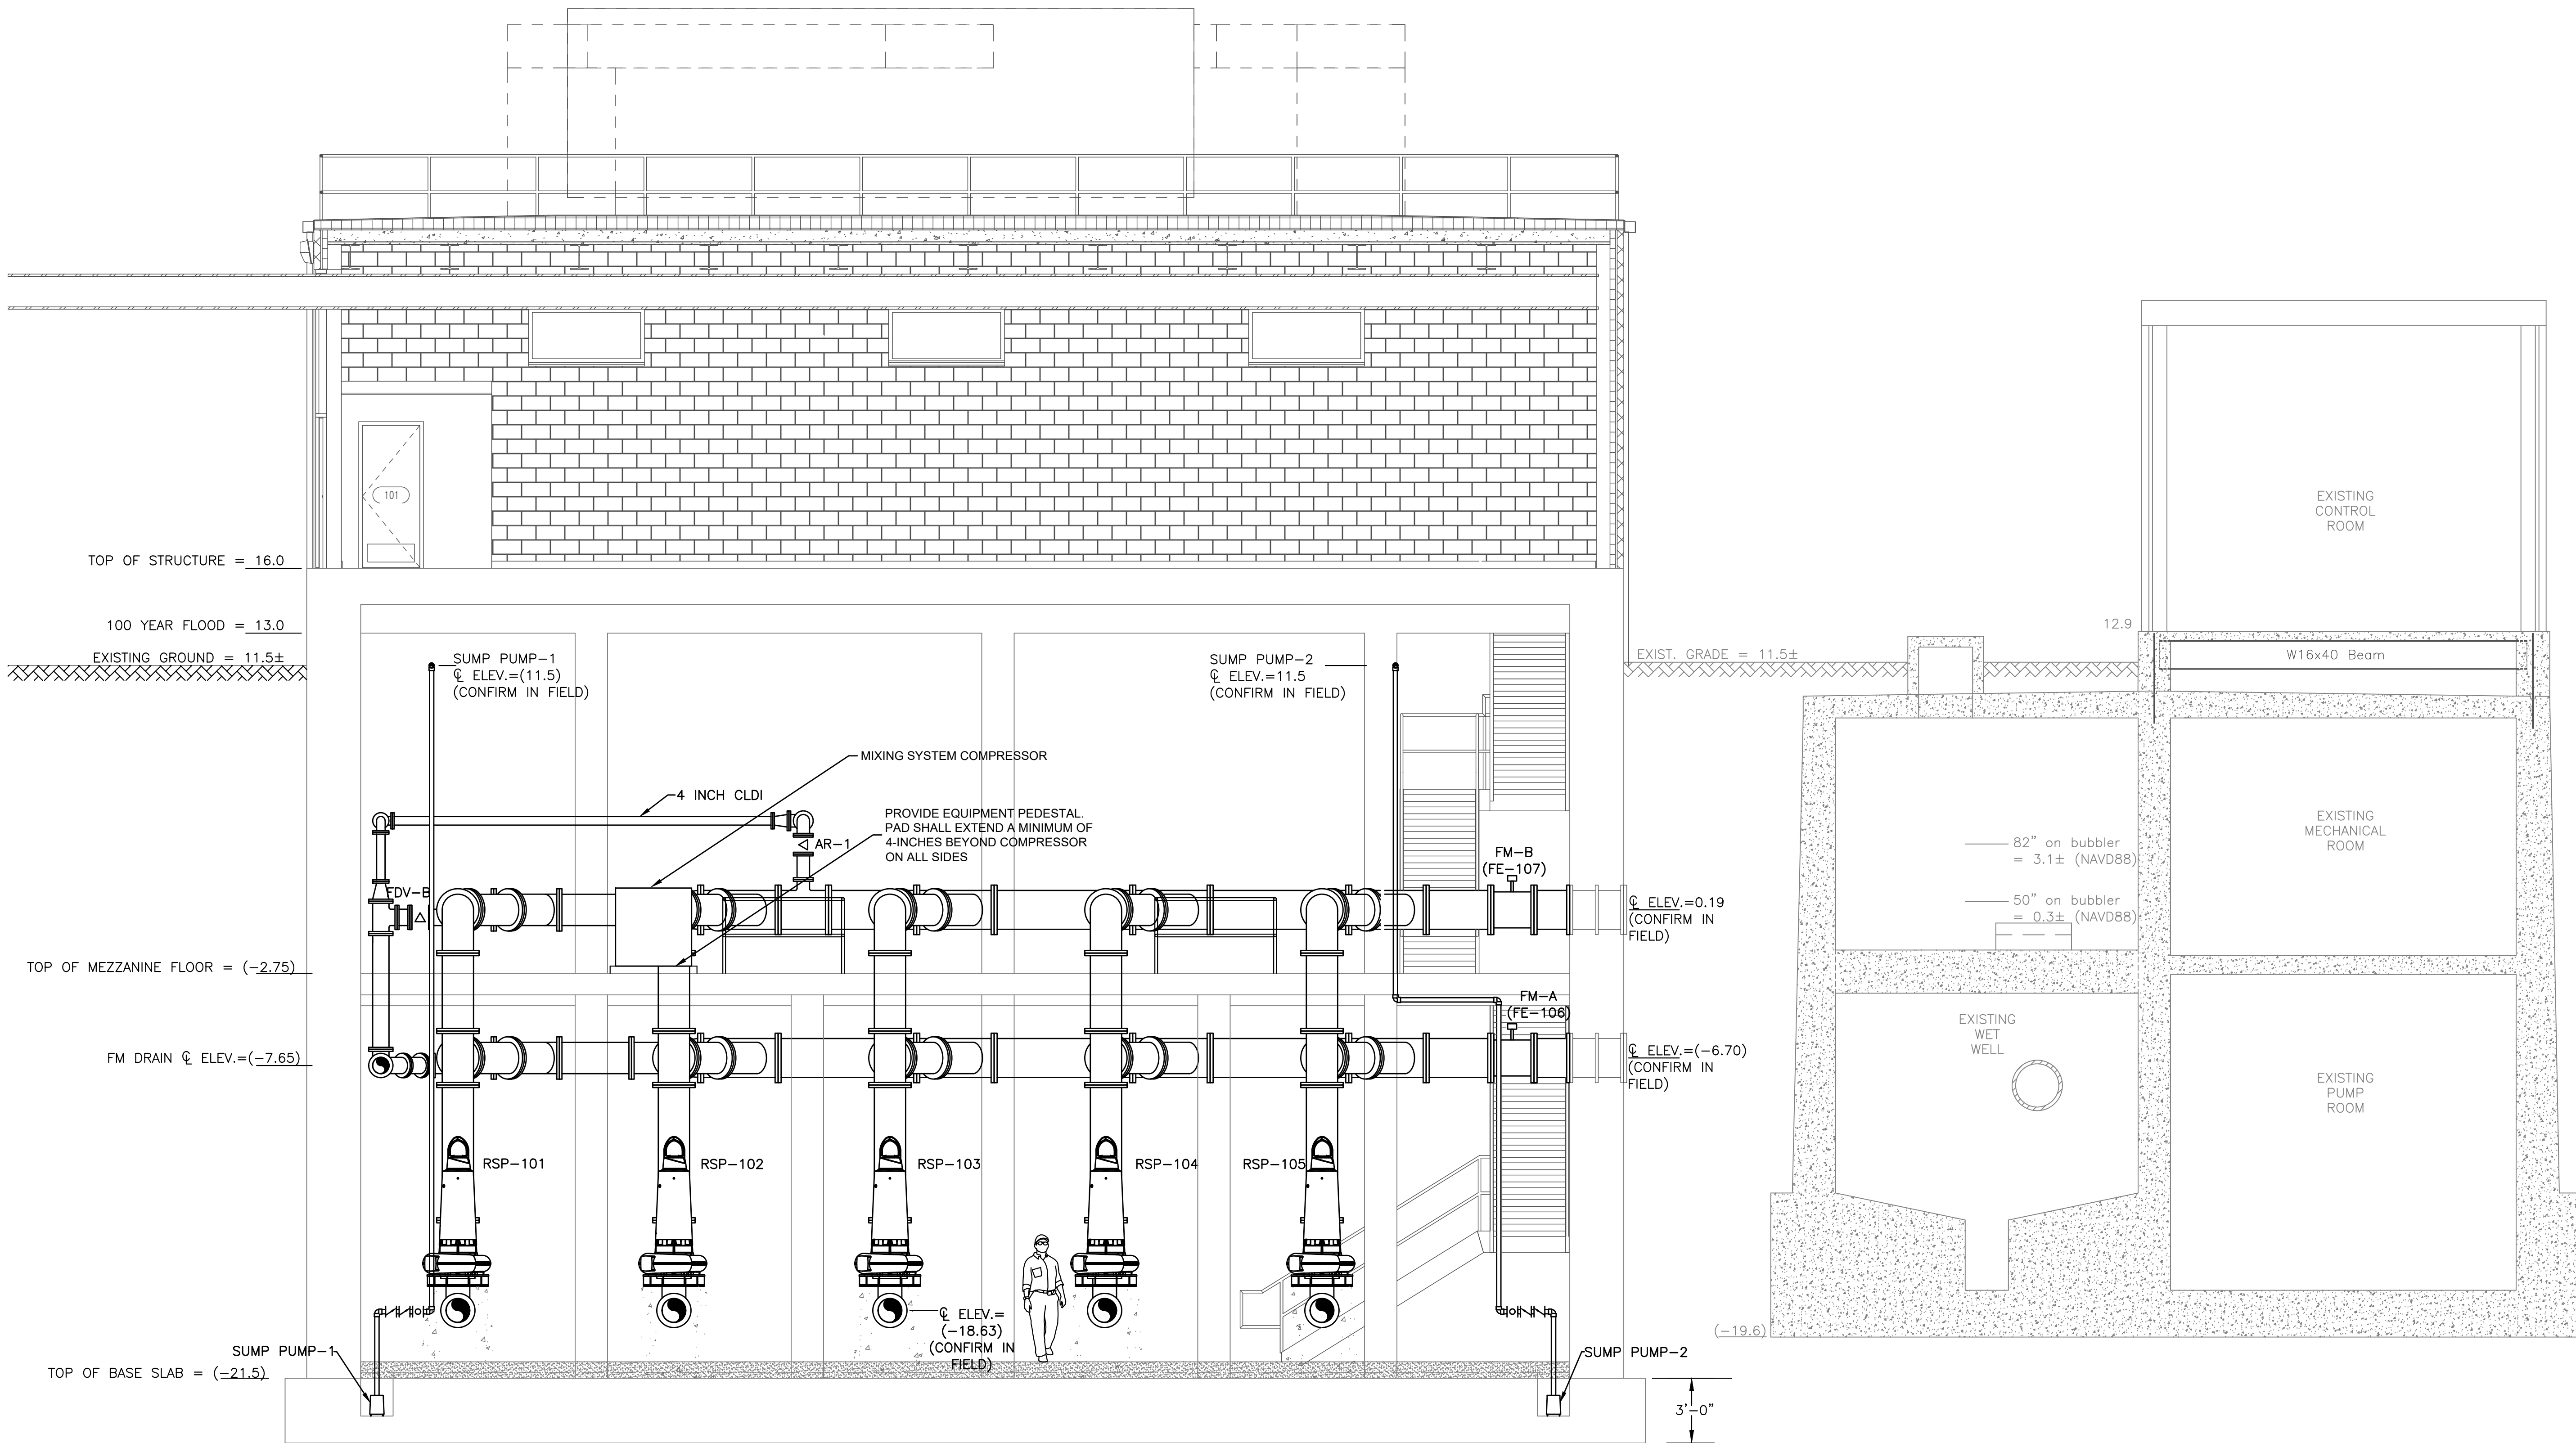 101
EXISTING
CONTROL
ROOM
TOP OF STRUCTURE = 16.0
100 YEAR FLOOD = 13.0
12.9
EXISTING GROUND = 11.5±
SUMP PUMP-1
℄ ELEV.=(11.5)
(CONFIRM IN FIELD)
SUMP PUMP-2
℄ ELEV.=11.5
(CONFIRM IN FIELD)
EXIST. GRADE = 11.5±
W16x40 Beam
MIXING SYSTEM COMPRESSOR
4 INCH CLDI
PROVIDE EQUIPMENT PEDESTAL.
PAD SHALL EXTEND A MINIMUM OF
4-INCHES BEYOND COMPRESSOR
ON ALL SIDES
AR-1
EXISTING
MECHANICAL
ROOM
82" on bubbler
= 3.1± (NAVD88)
50" on bubbler
= 0.3± (NAVD88)
FM-B
(FE-107)
FDV-B
℄ ELEV.=0.19
(CONFIRM IN
FIELD)
TOP OF MEZZANINE FLOOR = (-2.75)
FM-A
(FE-106)
EXISTING
WET
WELL
FM DRAIN ℄ ELEV.=(-7.65)
℄ ELEV.=(-6.70)
(CONFIRM IN
FIELD)
EXISTING
PUMP
ROOM
RSP-101
RSP-102
RSP-103
RSP-104
RSP-105
℄ ELEV.=
(-18.63)
(CONFIRM IN
FIELD)
(-19.6)
SUMP PUMP-1
SUMP PUMP-2
TOP OF BASE SLAB = (-21.5)
3'-0"